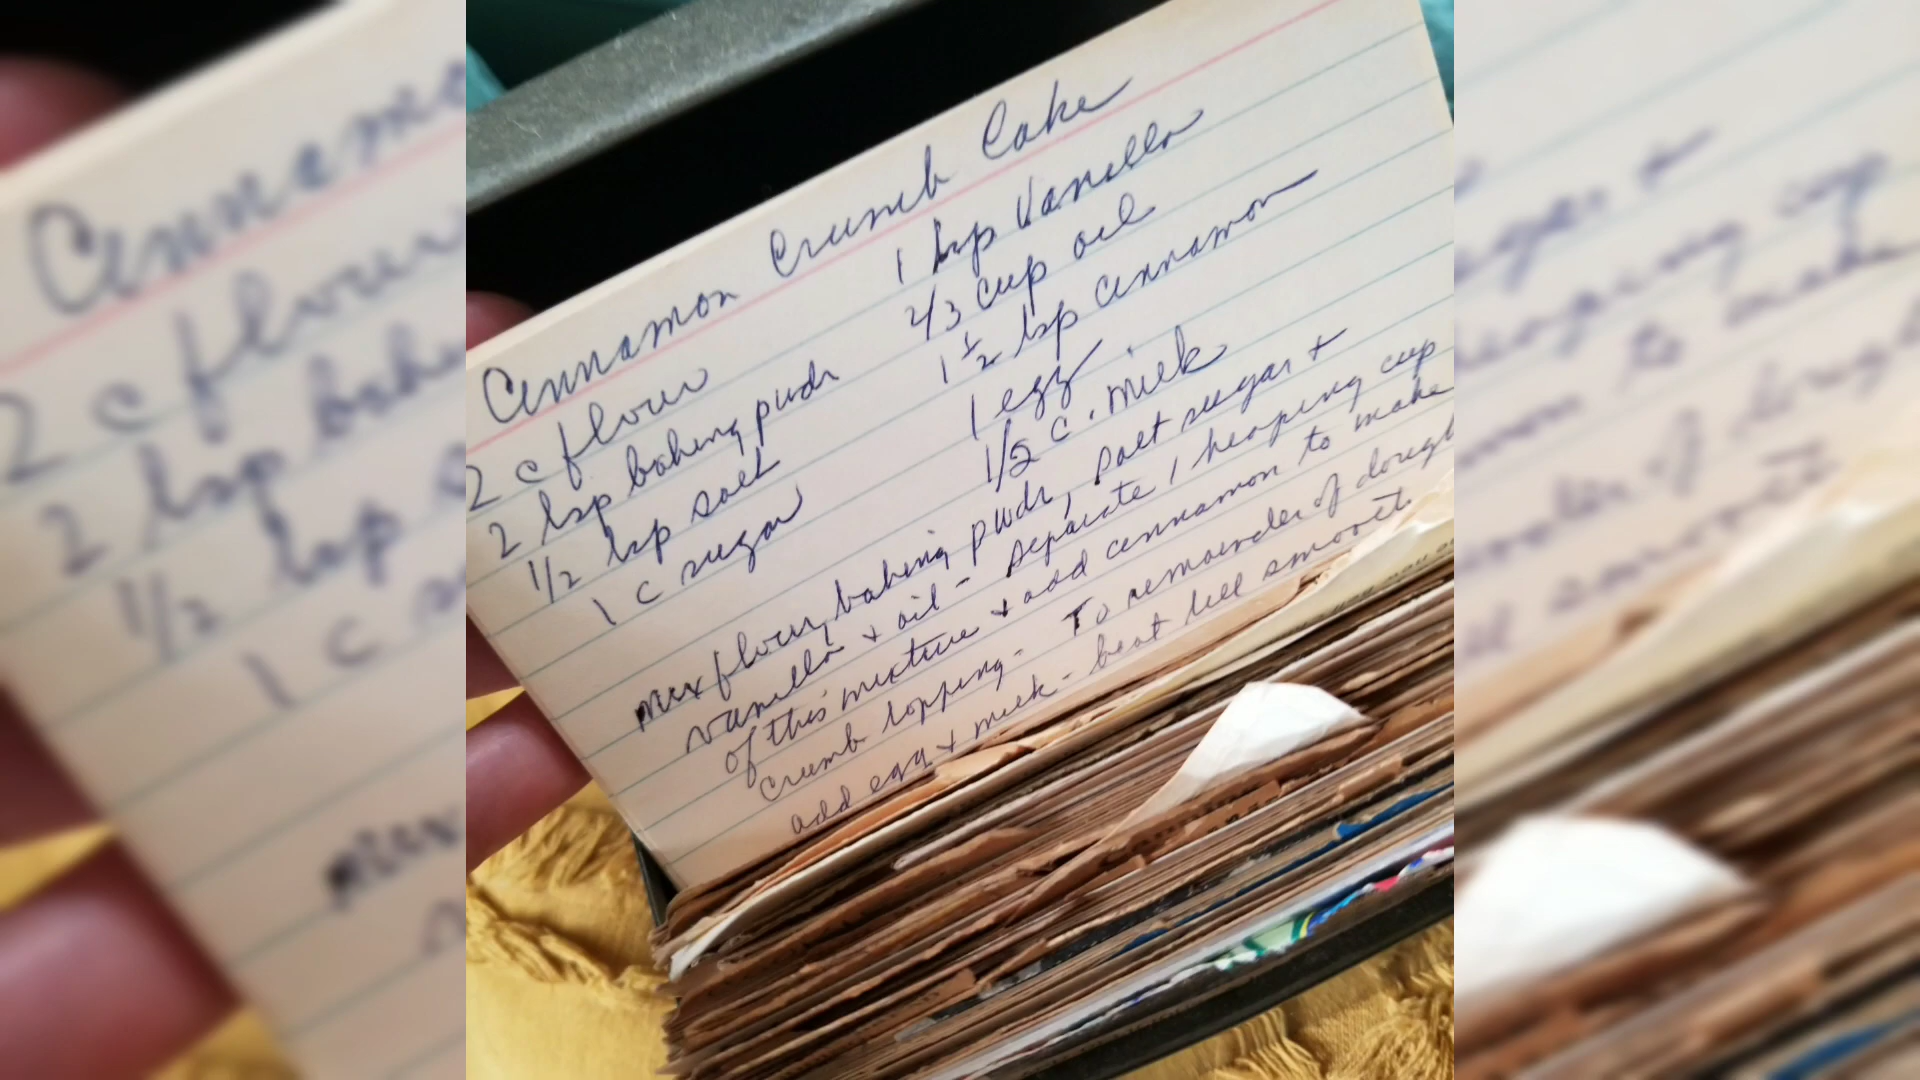 Cinnamon Crumb Cake
2 c flour
2 tsp baking pwdr
1/2 tsp salt
1 c sugar
1 tsp Vanilla
2/3 cup oil
1 1/2 tsp cinnamon
1 egg
1/2 c. milk
mix flour, baking pwdr, salt sugar +
vanilla + oil - separate 1 heaping cup
of this mixture + add cinnamon to make
crumb topping. To remainder of dough
add egg + milk - beat till smooth.